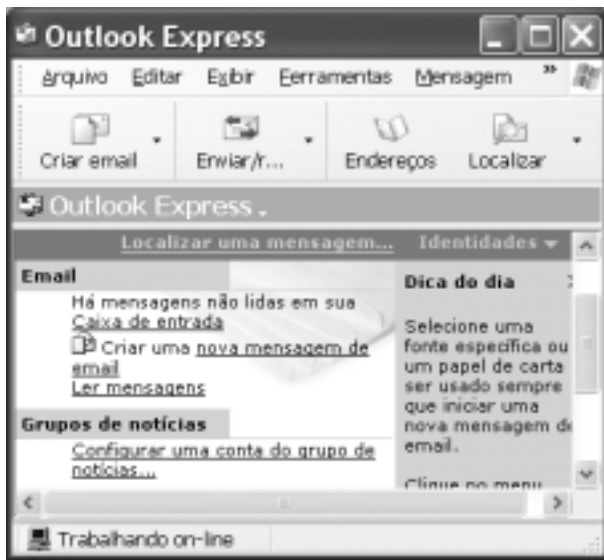 Outlook Express
Arquivo Editar Exibir Ferramentas Mensagem »
Criar email Enviar/r... Endereços Localizar
Outlook Express
Localizar uma mensagem... Identidades
Email
Há mensagens não lidas em sua
Caixa de entrada
Criar uma nova mensagem de
email
Ler mensagens
Grupos de notícias
Configurar uma conta do grupo de
notícias...
Dica do dia
Selecione uma
fonte específica ou
um papel de carta
ser usado sempre
que iniciar uma
nova mensagem de
email.
Clique no menu
Trabalhando on-line